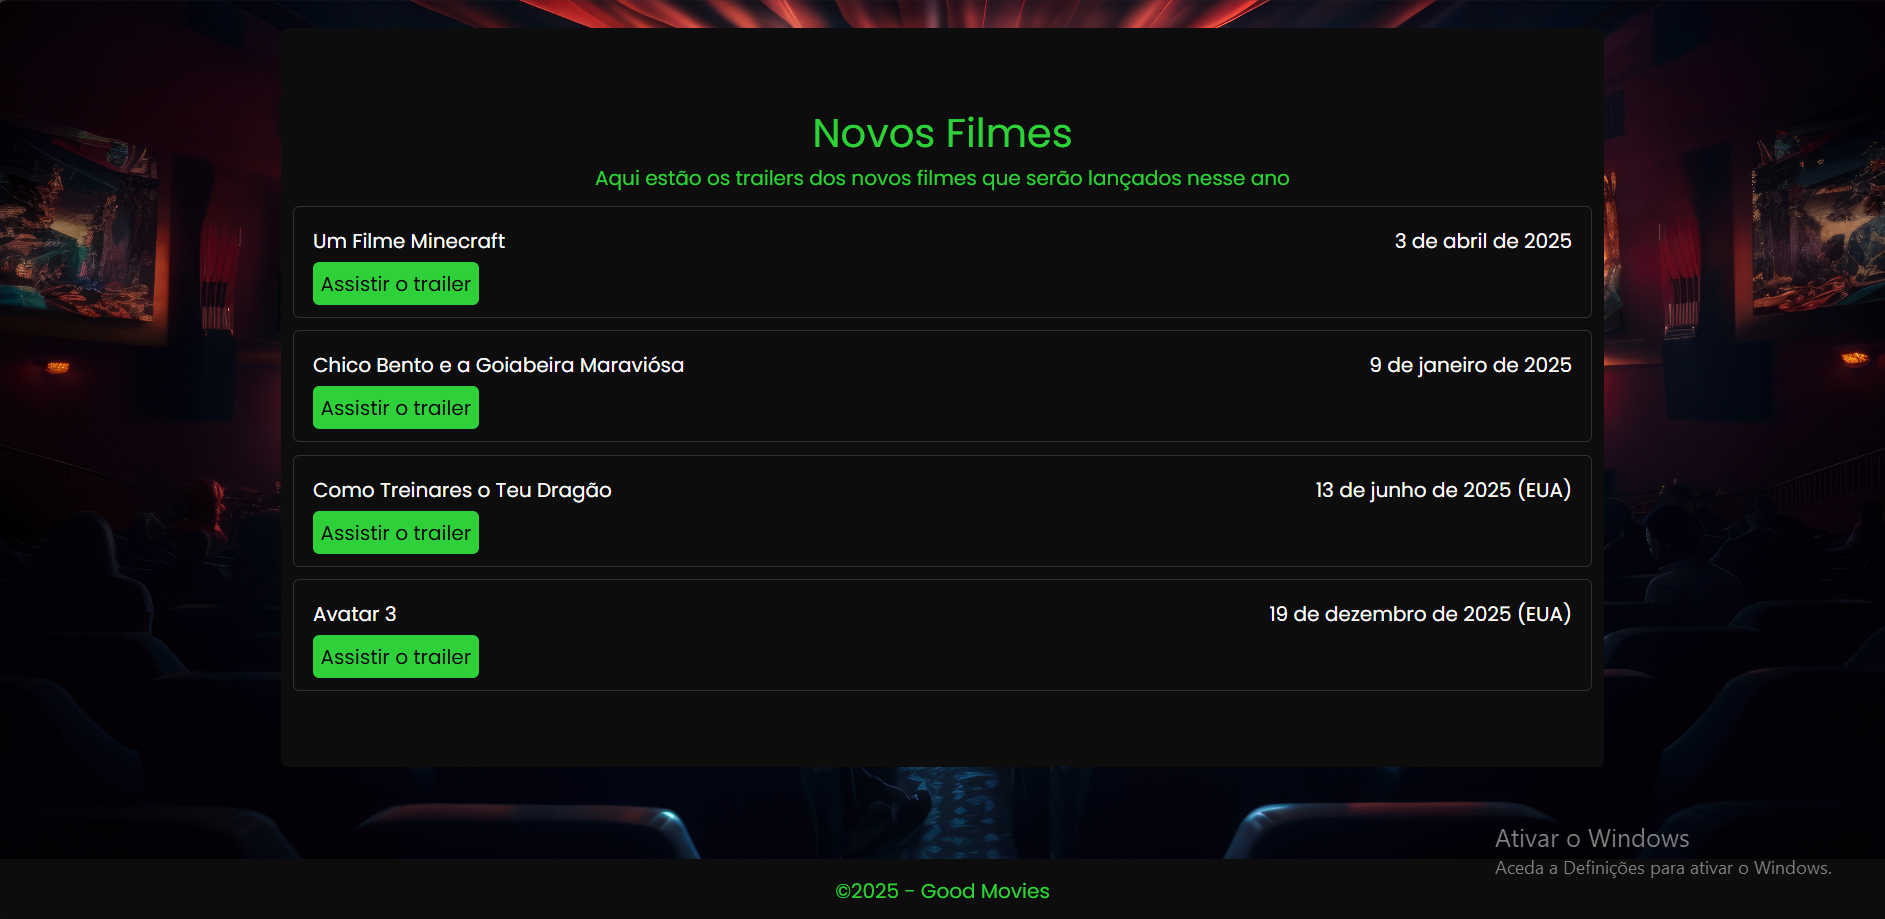 Novos Filmes
Aqui estão os trailers dos novos filmes que serão lançados nesse ano
Um Filme Minecraft 3 de abril de 2025
Assistir o trailer
Chico Bento e a Goiabeira Maraviósa 9 de janeiro de 2025
Assistir o trailer
Como Treinares o Teu Dragão 13 de junho de 2025 (EUA)
Assistir o trailer
Avatar 3 19 de dezembro de 2025 (EUA)
Assistir o trailer
Ativar o Windows
Aceda a Definições para ativar o Windows.
©2025 - Good Movies